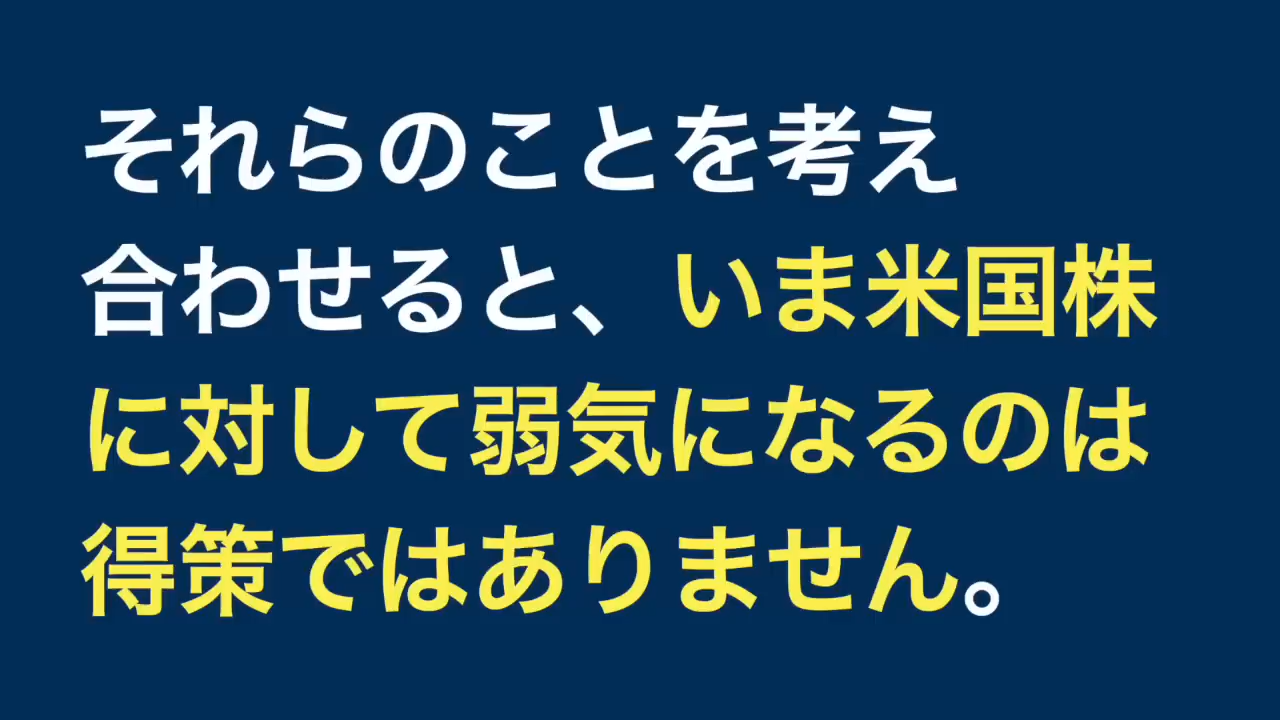 それらのことを考え
合わせると、いま米国株
に対して弱気になるのは
得策ではありません。